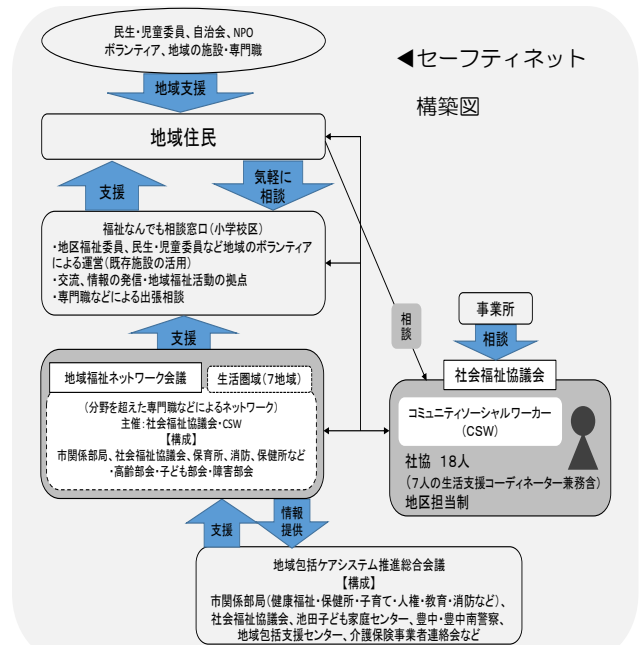 民生・児童委員、自治会、NPO
ボランティア、地域の施設・専門職
◀セーフティネット
構築図
地域支援
地域住民
支援
気軽に
相談
福祉なんでも相談窓口(小学校区)
・地区福祉委員、民生・児童委員など地域のボランティア
による運営(既存施設の活用)
・交流、情報の発信・地域福祉活動の拠点
・専門職などによる出張相談
相談
事業所
相談
支援
地域福祉ネットワーク会議
生活圏域(7地域)
(分野を超えた専門職などによるネットワーク)
主催:社会福祉協議会・CSW
【構成】
市関係部局、社会福祉協議会、保育所、消防、保健所など
・高齢部会・子ども部会・障害部会
社会福祉協議会
コミュニティソーシャルワーカー
(CSW)
社協 18人
(7人の生活支援コーディネーター兼務含)
地区担当制
支援
情報
提供
地域包括ケアシステム推進総合会議
【構成】
市関係部局(健康福祉・保健所・子育て・人権・教育・消防など)、
社会福祉協議会、池田子ども家庭センター、豊中・豊中南警察、
地域包括支援センター、介護保険事業者連絡会など